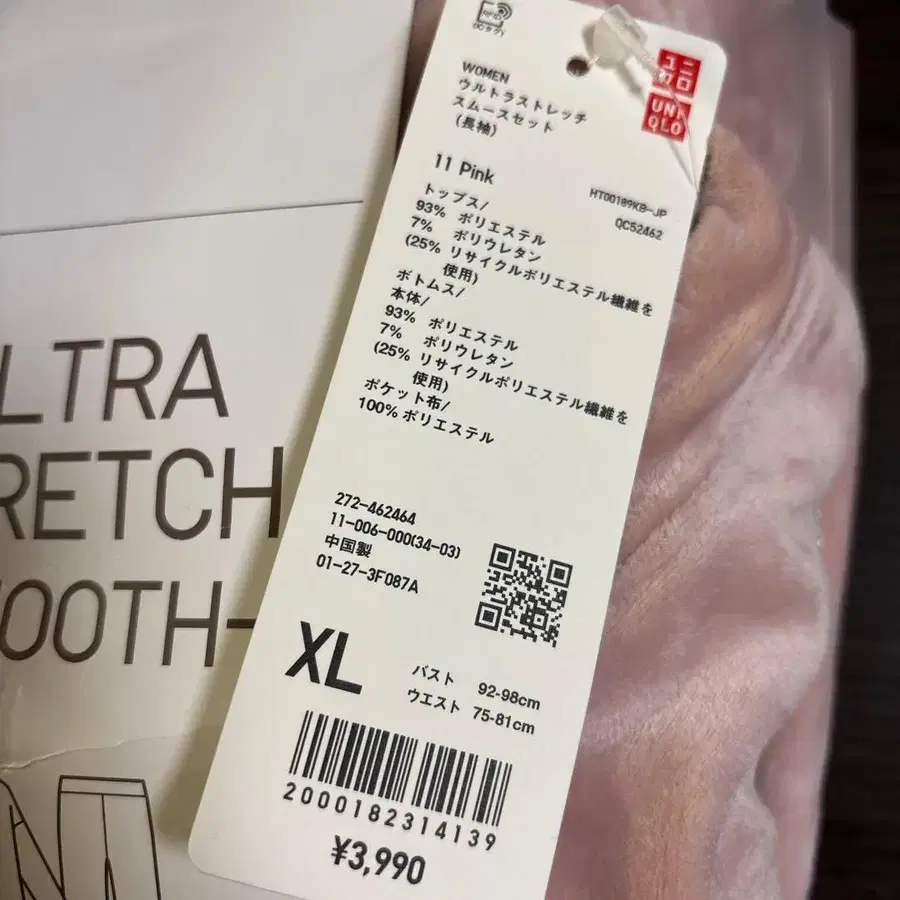 (ICタグ)
ユニ
クロ
UNI
QLO
WOMEN
ウルトラストレッチ
スムースセット
(長袖)
11 Pink
HT00189KB-JP
QC52462
トップス/
93% ポリエステル
7% ポリウレタン
(25% リサイクルポリエステル繊維を
使用)
ボトムス/
本体/
93% ポリエステル
7% ポリウレタン
(25% リサイクルポリエステル繊維を
使用)
ポケット布/
100% ポリエステル
272-462464
11-006-000(34-03)
中国製
01-27-3F087A
XL
バスト 92-98cm
ウエスト 75-81cm
2000182314139
¥3,990
LTRA
RETCH
OOTH-